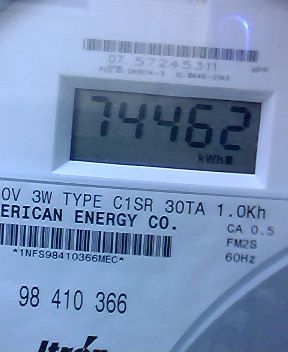 07 57245311
74462
kWh
0V 3W TYPE C1SR 30TA 1.0Kh
ERICAN ENERGY CO.
CA 0.5
FM2S
*1NFS98410366MEC*
60Hz
98 410 366
Itron